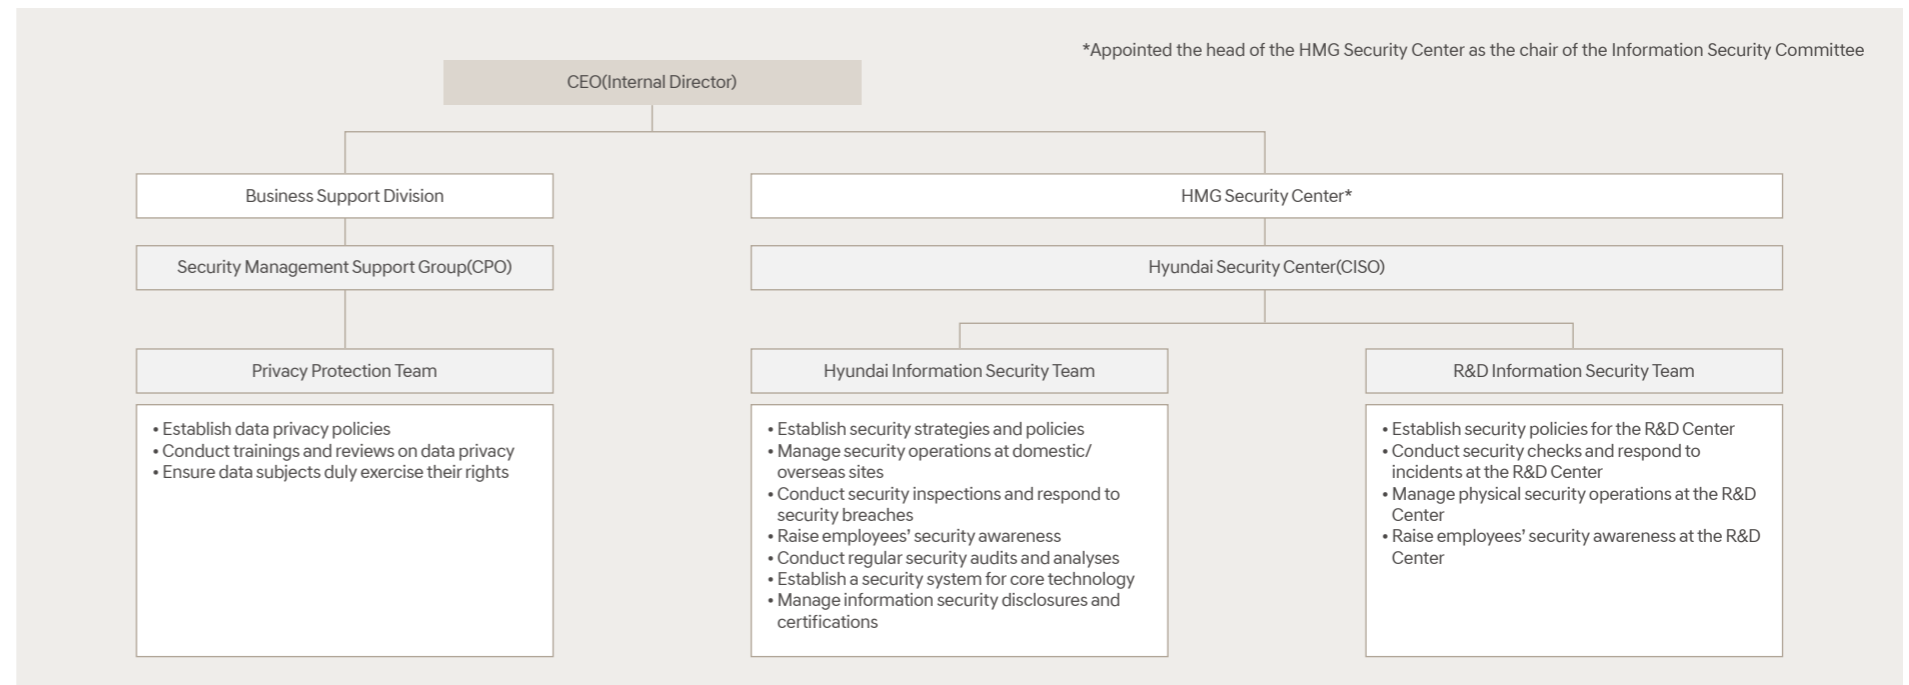 *Appointed the head of the HMG Security Center as the chair of the Information Security Committee
CEO(Internal Director)
Business Support Division
HMG Security Center*
Security Management Support Group(CPO)
Hyundai Security Center(CISO)
Privacy Protection Team
• Establish data privacy policies
• Conduct trainings and reviews on data privacy
• Ensure data subjects duly exercise their rights
Hyundai Information Security Team
• Establish security strategies and policies
• Manage security operations at domestic/
overseas sites
• Conduct security inspections and respond to
security breaches
• Raise employees’ security awareness
• Conduct regular security audits and analyses
• Establish a security system for core technology
• Manage information security disclosures and
certifications
R&D Information Security Team
• Establish security policies for the R&D Center
• Conduct security checks and respond to
incidents at the R&D Center
• Manage physical security operations at the R&D
Center
• Raise employees’ security awareness at the R&D
Center